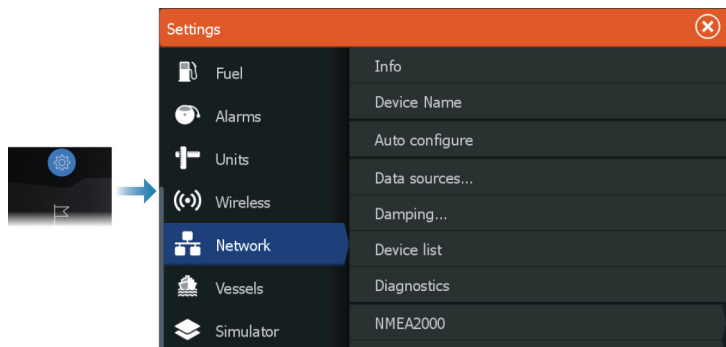 Settings
Fuel
Alarms
Units
Wireless
Network
Vessels
Simulator
Info
Device Name
Auto configure
Data sources...
Damping...
Device list
Diagnostics
NMEA2000